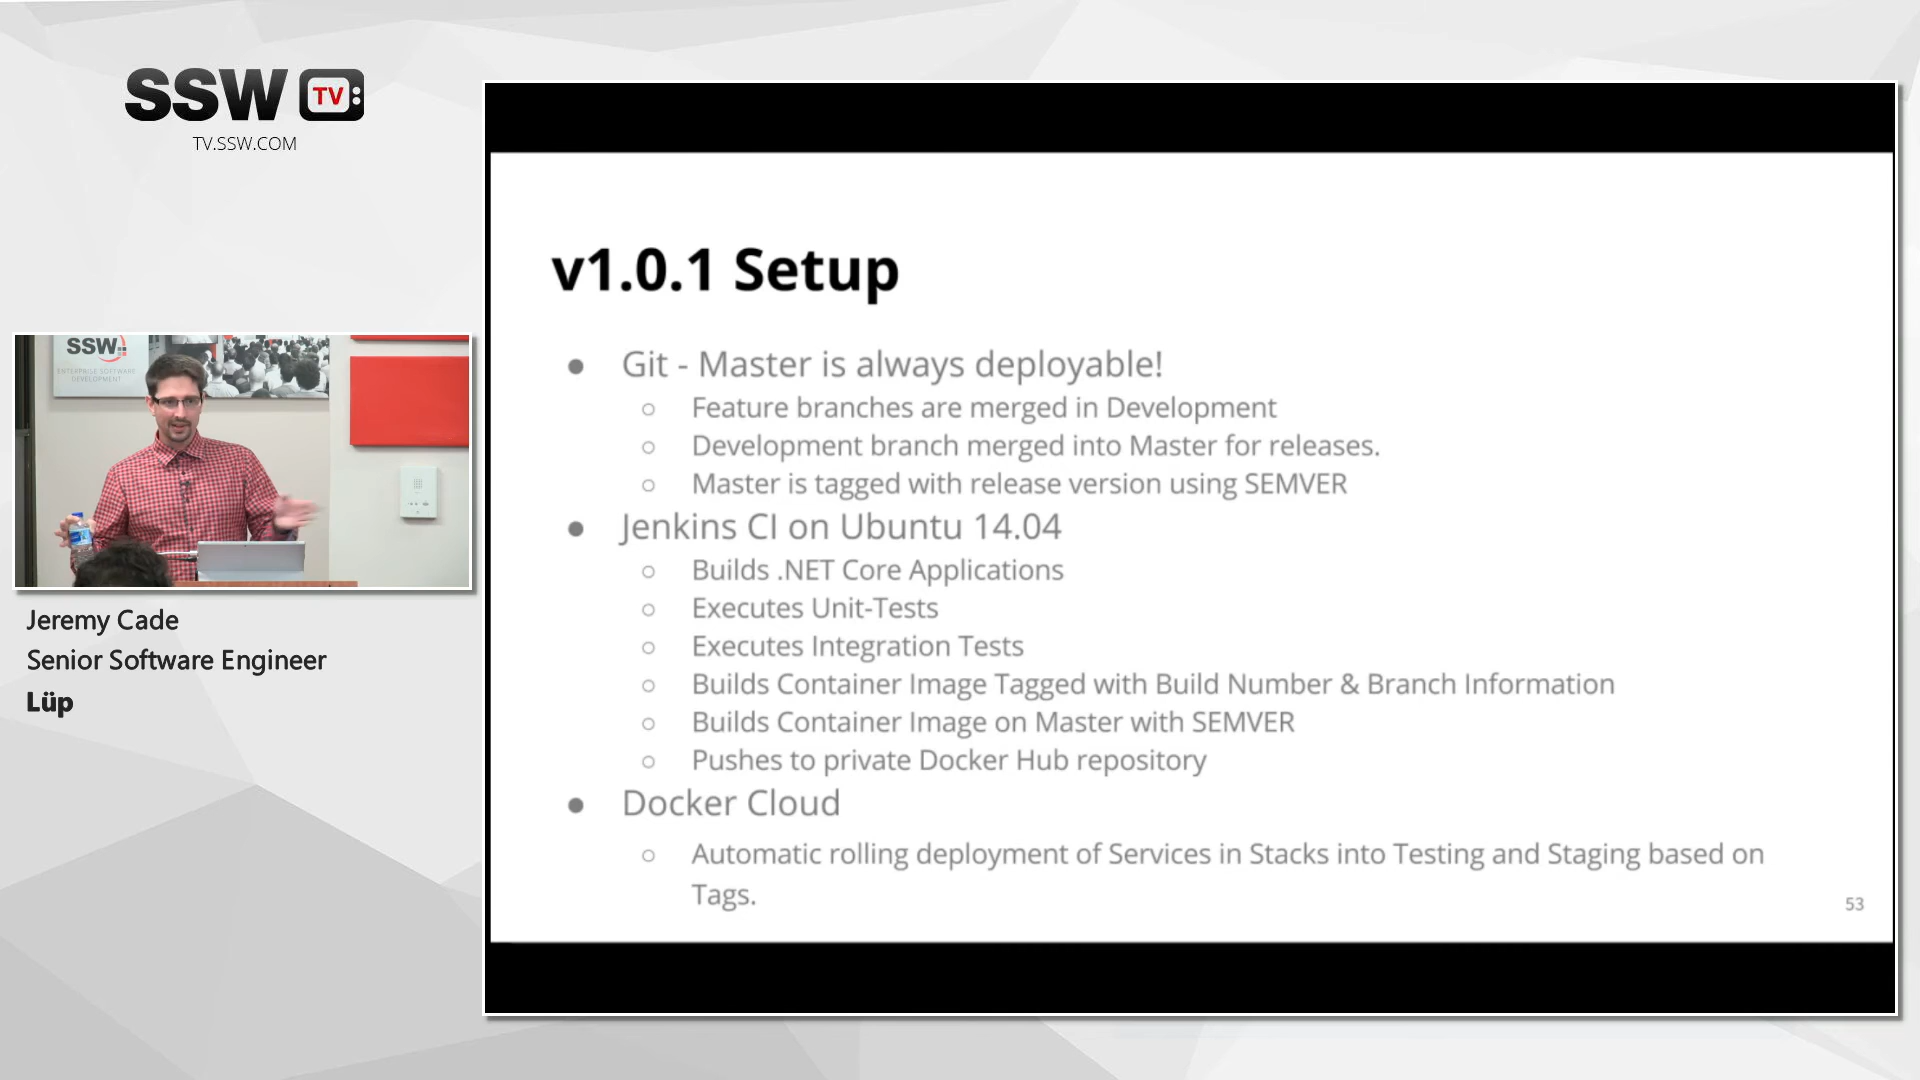 SSW TV
TV.SSW.COM
SSW
ENTERPRISE SOFTWARE
DEVELOPMENT
Jeremy Cade
Senior Software Engineer
Lüp
v1.0.1 Setup
● Git - Master is always deployable!
○ Feature branches are merged in Development
○ Development branch merged into Master for releases.
○ Master is tagged with release version using SEMVER
● Jenkins CI on Ubuntu 14.04
○ Builds .NET Core Applications
○ Executes Unit-Tests
○ Executes Integration Tests
○ Builds Container Image Tagged with Build Number & Branch Information
○ Builds Container Image on Master with SEMVER
○ Pushes to private Docker Hub repository
● Docker Cloud
○ Automatic rolling deployment of Services in Stacks into Testing and Staging based on
Tags.
53